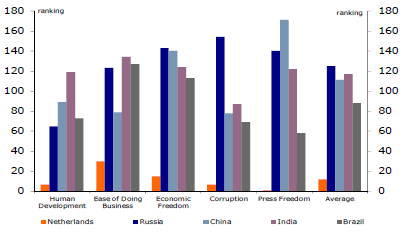 ranking
ranking
180 180
160 160
140 140
120 120
100 100
80 80
60 60
40 40
20 20
0 0
Human Ease of Doing Economic Corruption Press Freedom Average
Development Business Freedom
Netherlands Russia China India Brazil